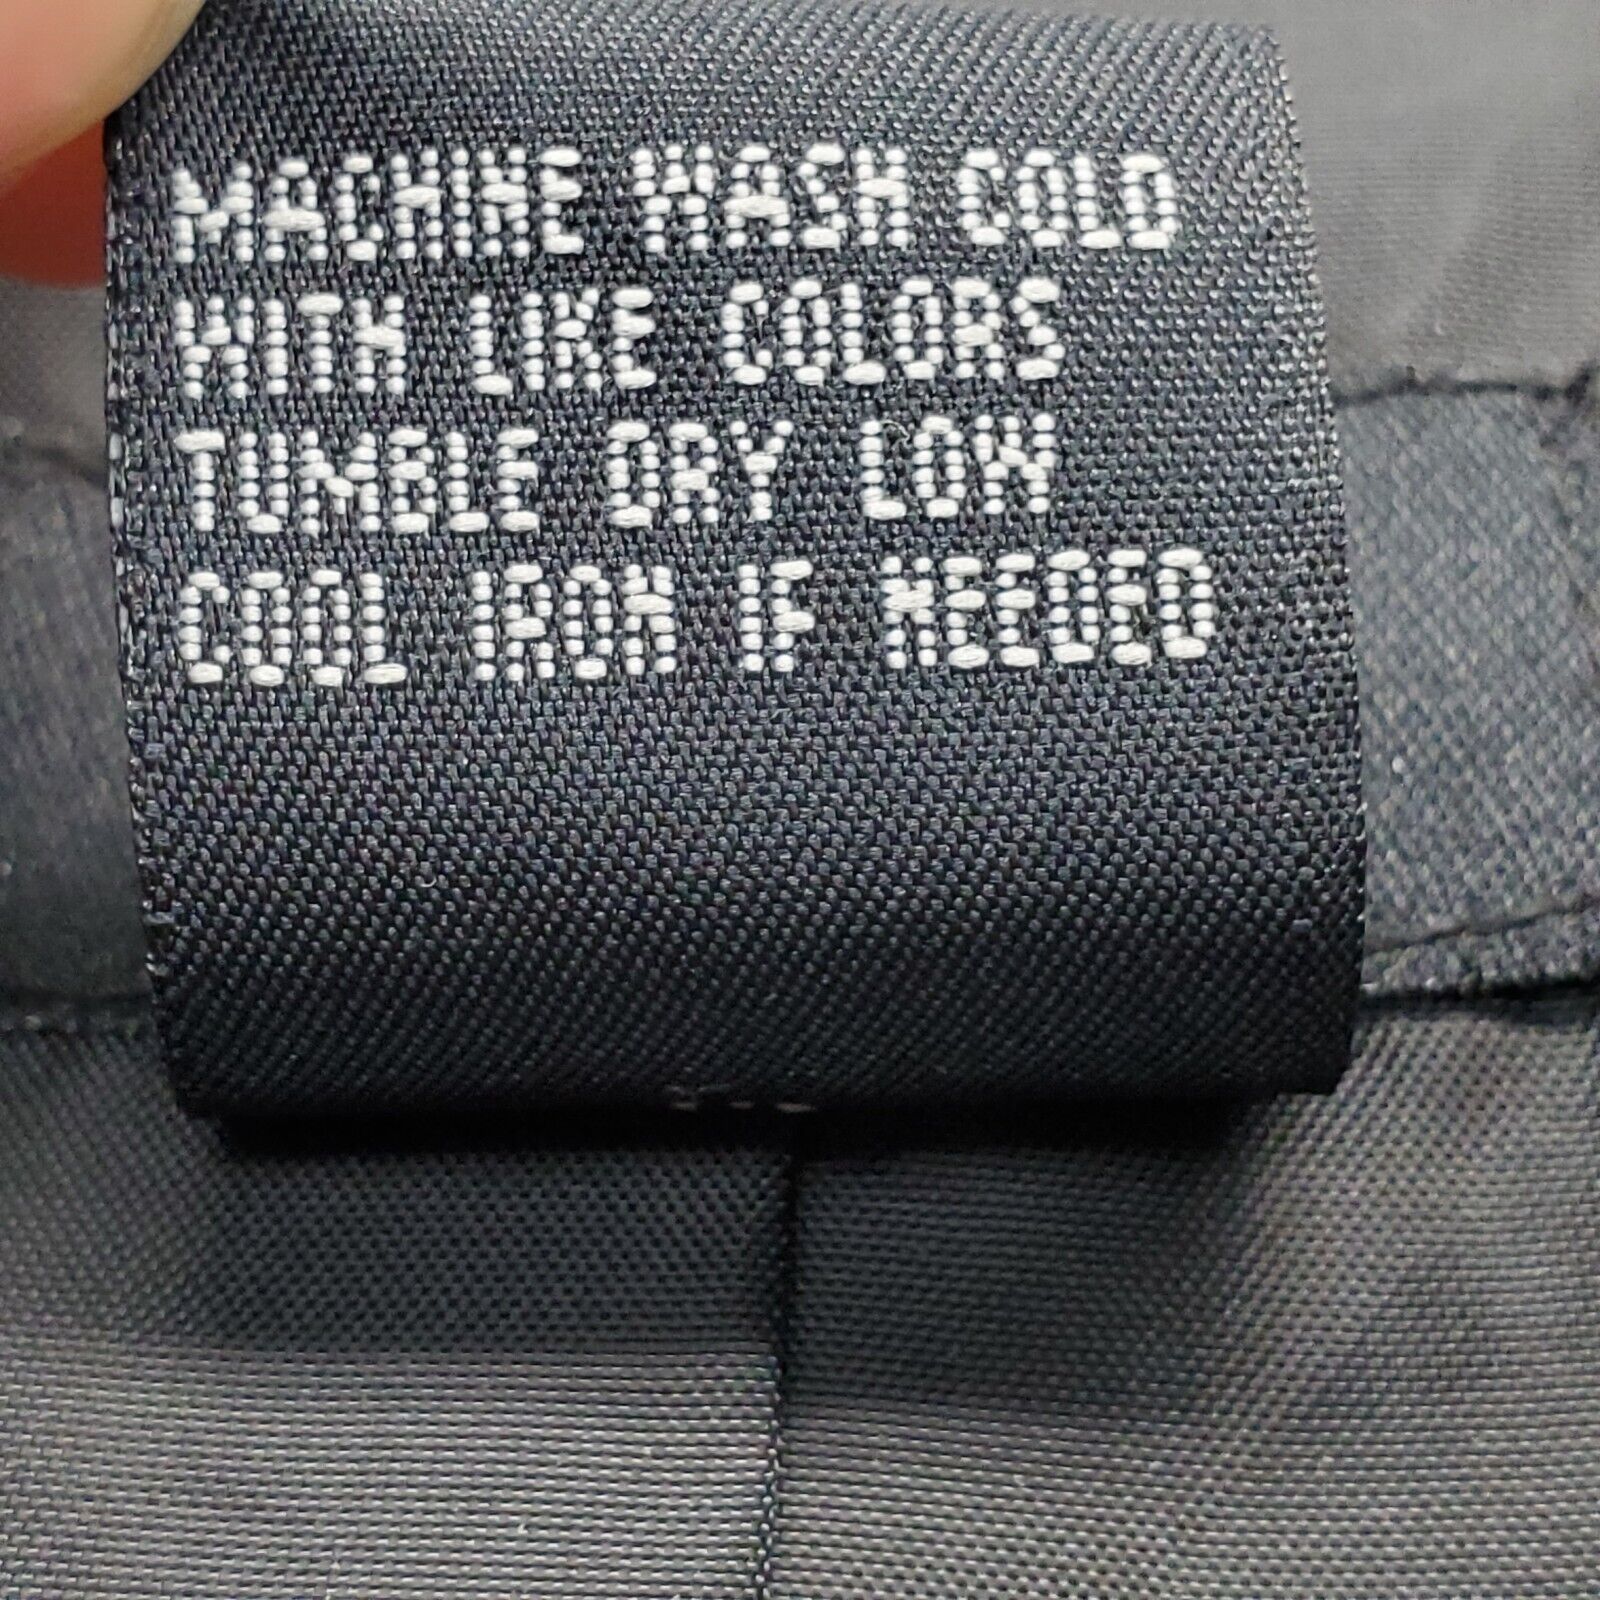 MACHINE WASH COLD
WITH LIKE COLORS
TUMBLE DRY LOW
COOL IRON IF NEEDED